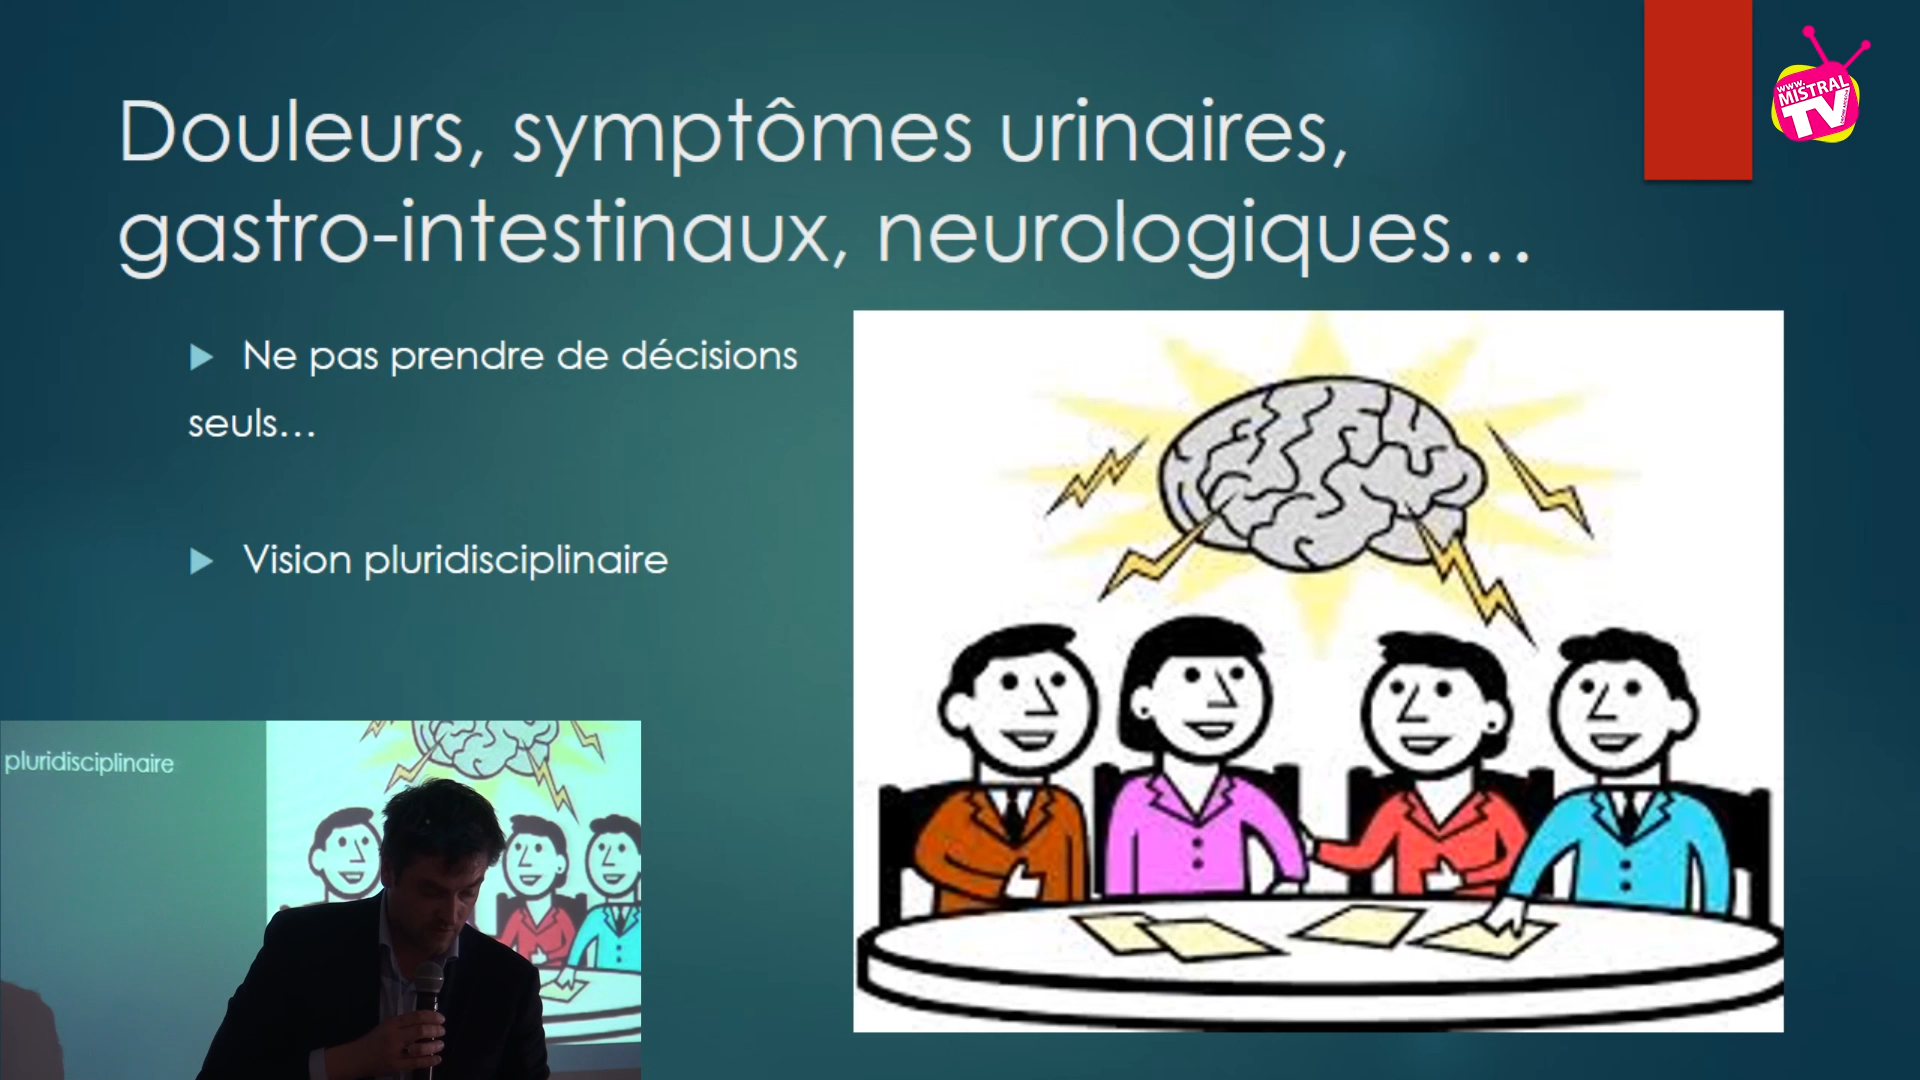 Douleurs, symptômes urinaires,
gastro-intestinaux, neurologiques...
Ne pas prendre de décisions
seuls...
Vision pluridisciplinaire
www.
MISTRAL
TV
pluridisciplinaire